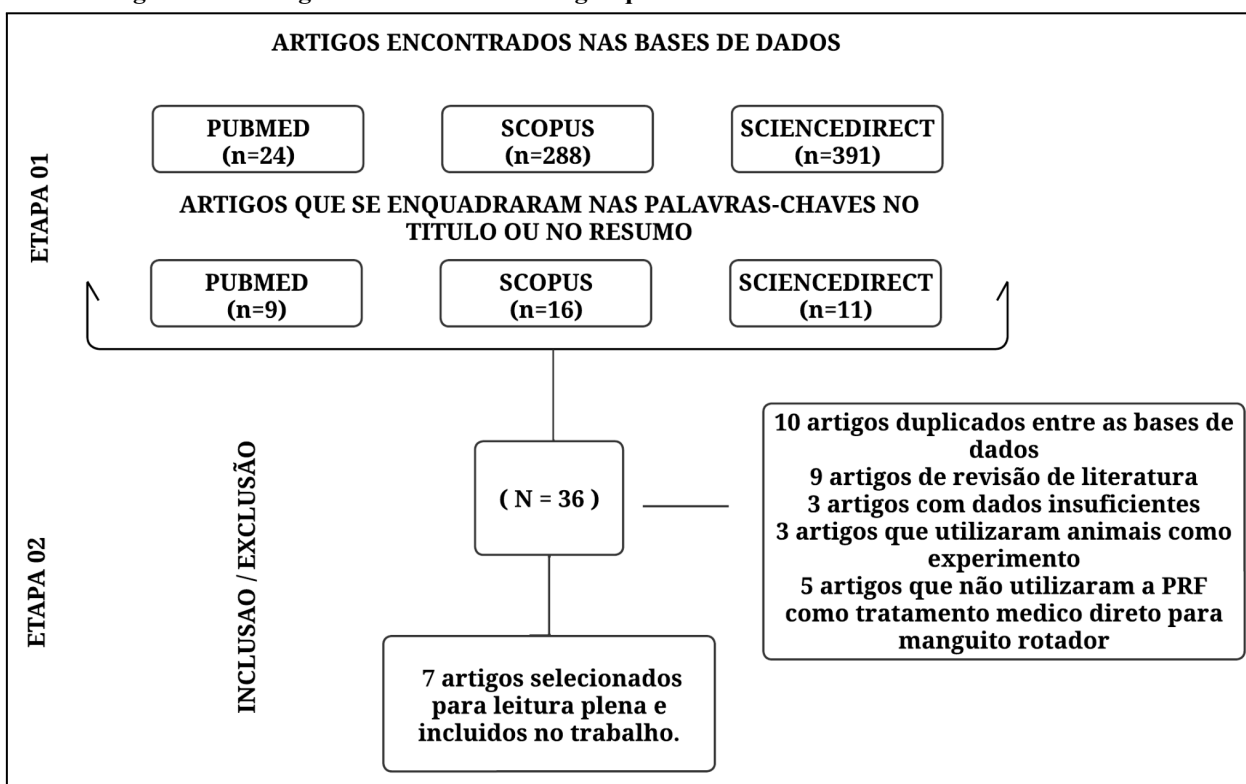 ARTIGOS ENCONTRADOS NAS BASES DE DADOS
PUBMED
(n=24)
SCOPUS
(n=288)
SCIENCEDIRECT
(n=391)
ETAPA 01
ARTIGOS QUE SE ENQUADRARAM NAS PALAVRAS-CHAVES NO
TITULO OU NO RESUMO
PUBMED
(n=9)
SCOPUS
(n=16)
SCIENCEDIRECT
(n=11)
ETAPA 02
INCLUSAO / EXCLUSÃO
( N = 36 )
10 artigos duplicados entre as bases de
dados
9 artigos de revisão de literatura
3 artigos com dados insuficientes
3 artigos que utilizaram animais como
experimento
5 artigos que não utilizaram a PRF
como tratamento medico direto para
manguito rotador
7 artigos selecionados
para leitura plena e
incluidos no trabalho.